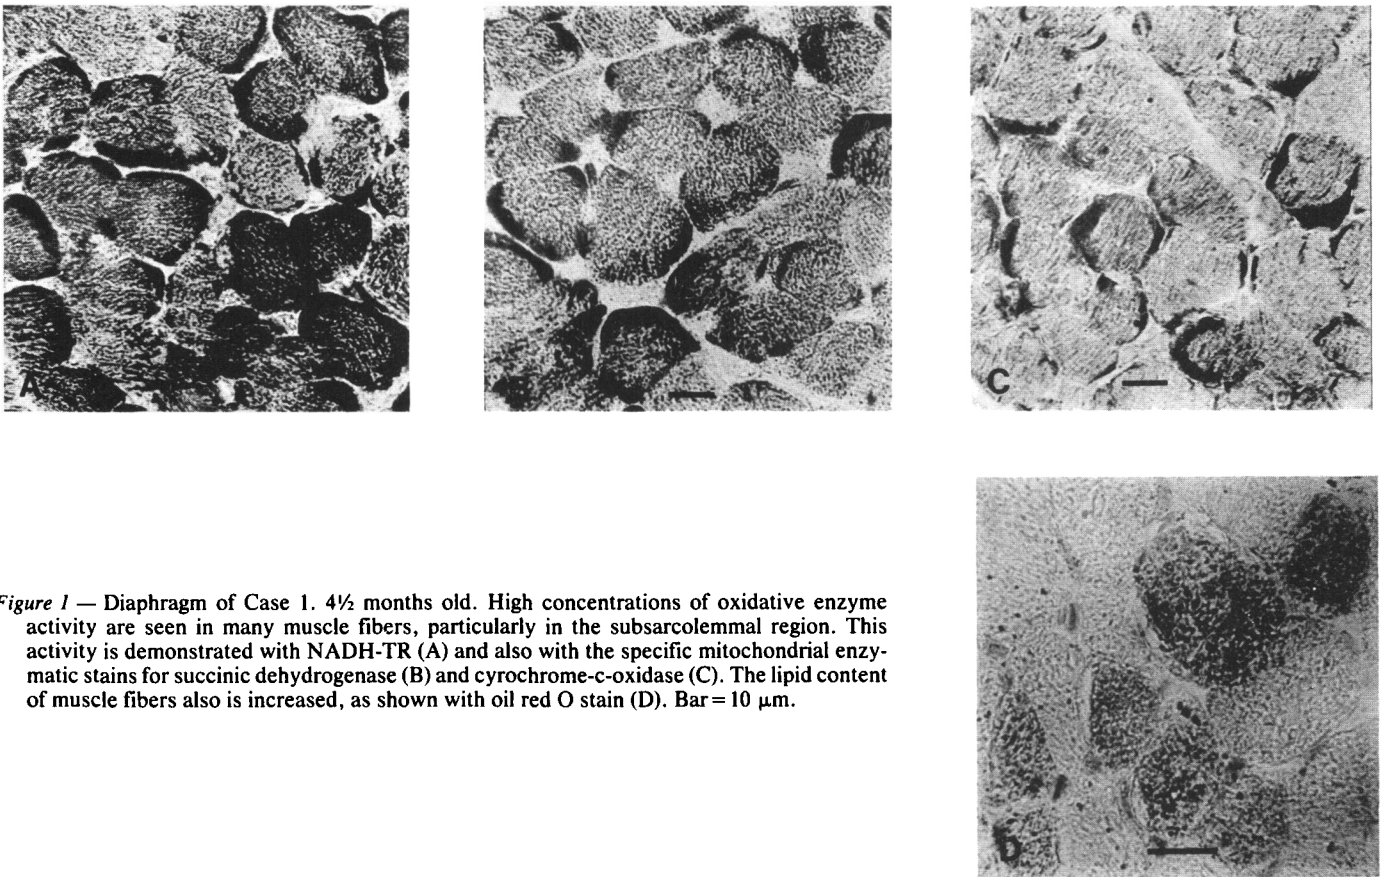 A
C
D
Figure 1 — Diaphragm of Case 1. 4½ months old. High concentrations of oxidative enzyme
activity are seen in many muscle fibers, particularly in the subsarcolemmal region. This
activity is demonstrated with NADH-TR (A) and also with the specific mitochondrial enzy-
matic stains for succinic dehydrogenase (B) and cyrochrome-c-oxidase (C). The lipid content
of muscle fibers also is increased, as shown with oil red O stain (D). Bar = 10 μm.